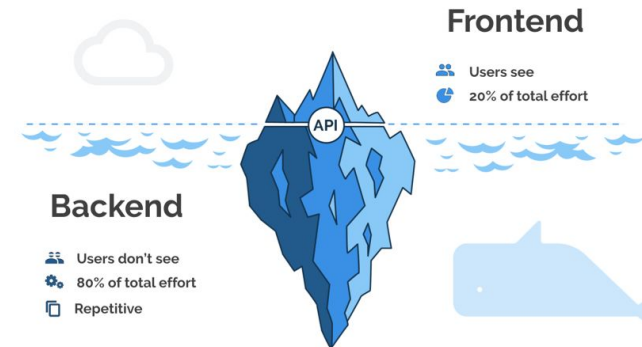 Frontend
Users see
20% of total effort
API
Backend
Users don't see
80% of total effort
Repetitive